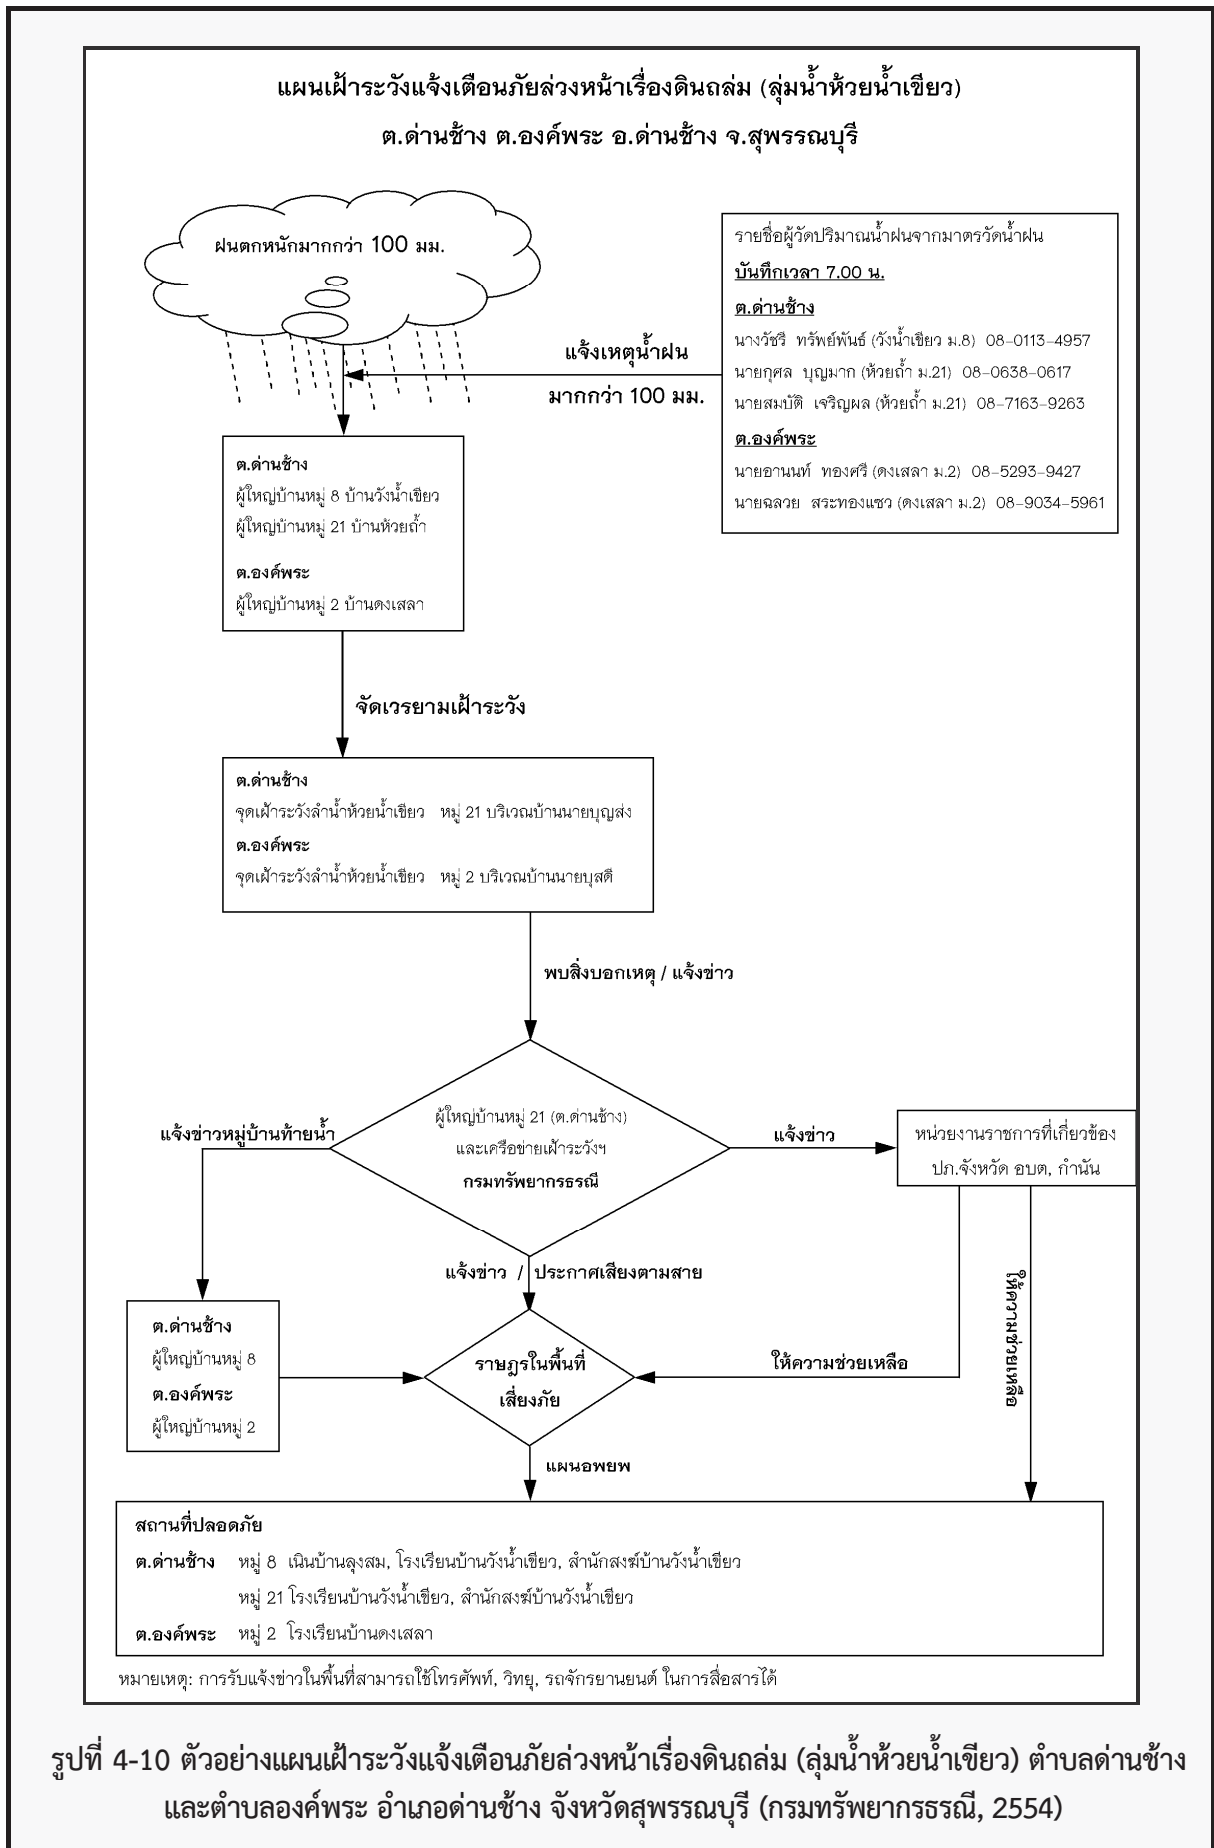 แผนเฝ้าระวังแจ้งเตือนภัยล่วงหน้าเรื่องดินถล่ม (ลุ่มน้ำห้วยน้ำเขียว)
ต.ด่านช้าง ต.องค์พระ อ.ด่านช้าง จ.สุพรรณบุรี
ฝนตกหนักมากกว่า 100 มม.
รายชื่อผู้วัดปริมาณน้ำฝนจากมาตรวัดน้ำฝน
บันทึกเวลา 7.00 น.
ต.ด่านช้าง
นางวัชรี ทรัพย์พันธ์ (วังน้ำเขียว ม.8) 08-0113-4957
นายกุศล บุญมาก (ห้วยถ้ำ ม.21) 08-0638-0617
นายสมบัติ เจริญผล (ห้วยถ้ำ ม.21) 08-7163-9263
ต.องค์พระ
นายอานนท์ ทองศรี (ดงเสลา ม.2) 08-5293-9427
นายฉลวย สระทองแซว (ดงเสลา ม.2) 08-9034-5961
แจ้งเหตุน้ำฝน
มากกว่า 100 มม.
ต.ด่านช้าง
ผู้ใหญ่บ้านหมู่ 8 บ้านวังน้ำเขียว
ผู้ใหญ่บ้านหมู่ 21 บ้านห้วยถ้ำ
ต.องค์พระ
ผู้ใหญ่บ้านหมู่ 2 บ้านดงเสลา
จัดเวรยามเฝ้าระวัง
ต.ด่านช้าง
จุดเฝ้าระวังลำน้ำห้วยน้ำเขียว หมู่ 21 บริเวณบ้านนายบุญส่ง
ต.องค์พระ
จุดเฝ้าระวังลำน้ำห้วยน้ำเขียว หมู่ 2 บริเวณบ้านนายบุสดี
พบสิ่งบอกเหตุ / แจ้งข่าว
ผู้ใหญ่บ้านหมู่ 21 (ต.ด่านช้าง)
และเครือข่ายเฝ้าระวังฯ
กรมทรัพยากรธรณี
แจ้งข่าวหมู่บ้านท้ายน้ำ
แจ้งข่าว
หน่วยงานราชการที่เกี่ยวข้อง
ปภ.จังหวัด อบต, กำนัน
แจ้งข่าว / ประกาศเสียงตามสาย
ให้ความช่วยเหลือ
ต.ด่านช้าง
ผู้ใหญ่บ้านหมู่ 8
ต.องค์พระ
ผู้ใหญ่บ้านหมู่ 2
ราษฎรในพื้นที่
เสี่ยงภัย
ให้ความช่วยเหลือ
แผนอพยพ
สถานที่ปลอดภัย
ต.ด่านช้าง หมู่ 8 เนินบ้านลุงสม, โรงเรียนบ้านวังน้ำเขียว, สำนักสงฆ์บ้านวังน้ำเขียว
หมู่ 21 โรงเรียนบ้านวังน้ำเขียว, สำนักสงฆ์บ้านวังน้ำเขียว
ต.องค์พระ หมู่ 2 โรงเรียนบ้านดงเสลา
หมายเหตุ: การรับแจ้งข่าวในพื้นที่สามารถใช้โทรศัพท์, วิทยุ, รถจักรยานยนต์ ในการสื่อสารได้
รูปที่ 4-10 ตัวอย่างแผนเฝ้าระวังแจ้งเตือนภัยล่วงหน้าเรื่องดินถล่ม (ลุ่มน้ำห้วยน้ำเขียว) ตำบลด่านช้าง
และตำบลองค์พระ อำเภอด่านช้าง จังหวัดสุพรรณบุรี (กรมทรัพยากรธรณี, 2554)